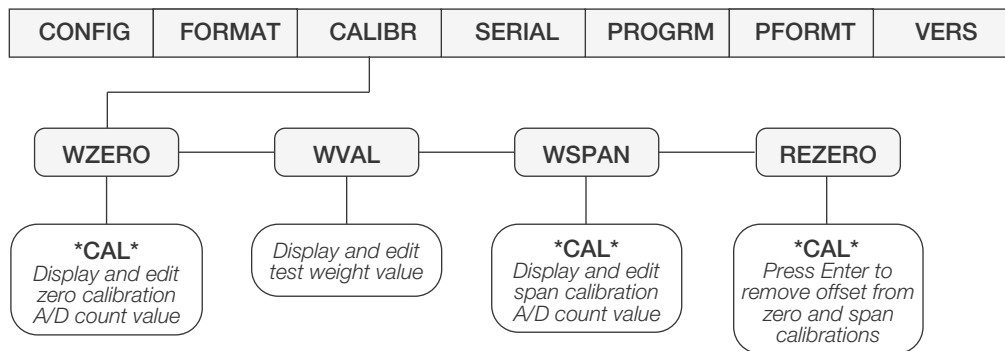 CONFIG FORMAT CALIBR SERIAL PROGRM PFORMT VERS
WZERO WVAL WSPAN REZERO
*CAL*
Display and edit
zero calibration
A/D count value
Display and edit
test weight value
*CAL*
Display and edit
span calibration
A/D count value
*CAL*
Press Enter to
remove offset from
zero and span
calibrations